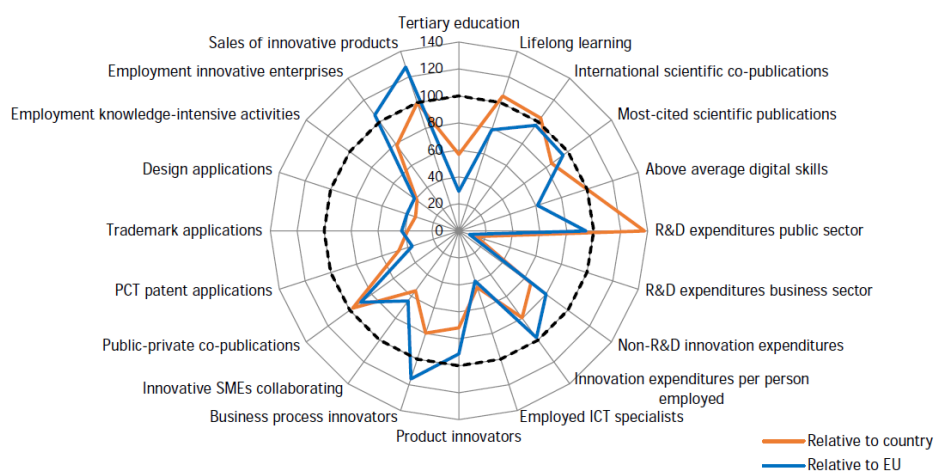 Tertiary education
Sales of innovative products
Lifelong learning
Employment innovative enterprises
International scientific co-publications
Employment knowledge-intensive activities
Most-cited scientific publications
Design applications
Above average digital skills
Trademark applications
R&D expenditures public sector
PCT patent applications
R&D expenditures business sector
Public-private co-publications
Non-R&D innovation expenditures
Innovative SMEs collaborating
Innovation expenditures per person
employed
Business process innovators
Employed ICT specialists
Product innovators
140
120
100
80
60
40
20
0
Relative to country
Relative to EU